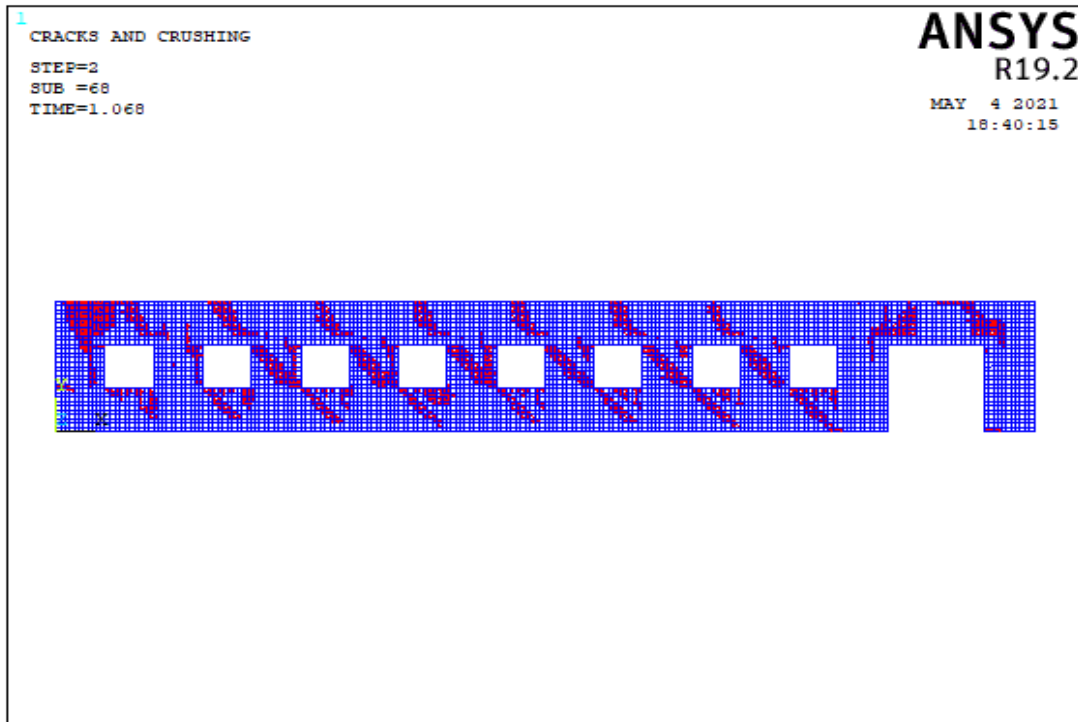 1
CRACKS AND CRUSHING
STEP=2
SUB =68
TIME=1.068
ANSYS
R19.2
MAY  4 2021
18:40:15
Y
X